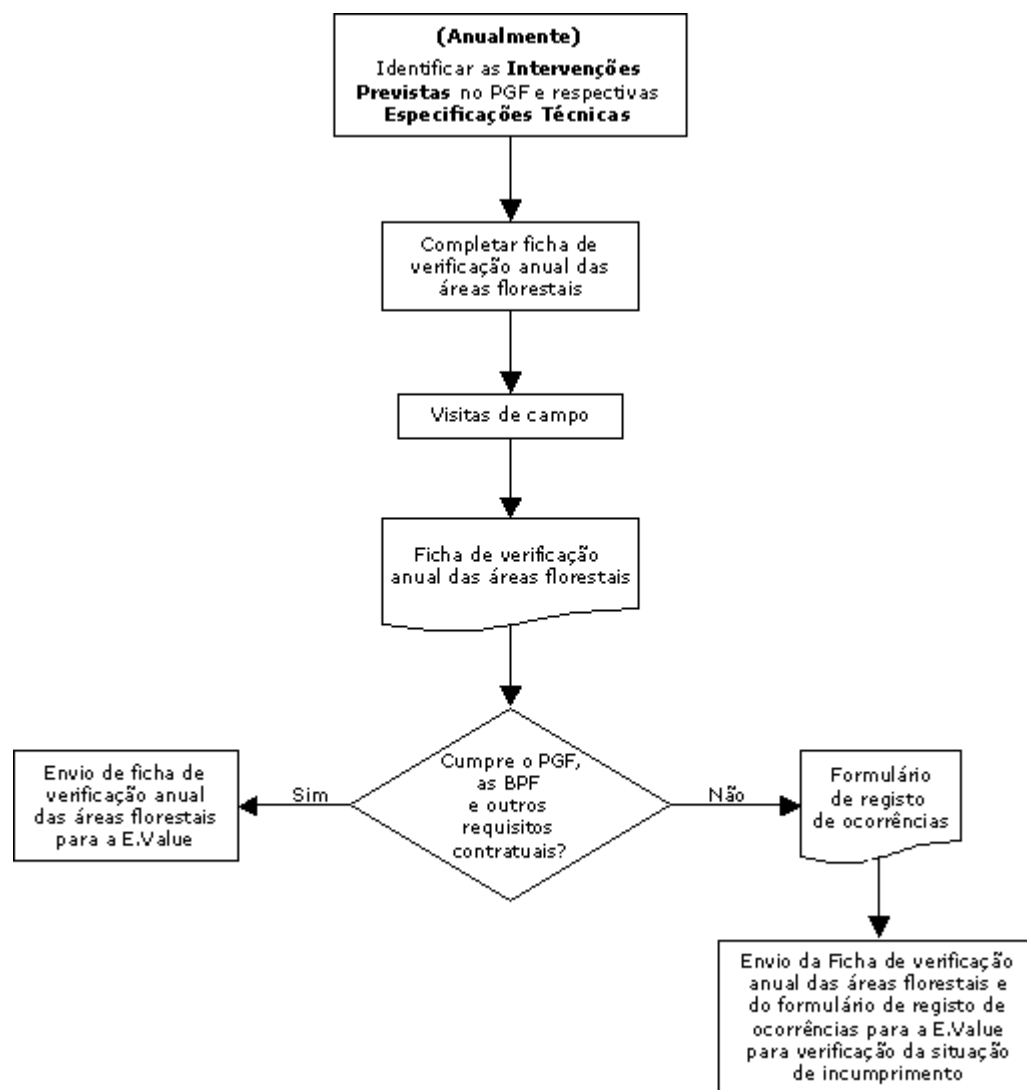 (Anualmente)
Identificar as Intervenções
Previstas no PGF e respectivas
Especificações Técnicas
Completar ficha de
verificação anual das
áreas florestais
Visitas de campo
Ficha de verificação
anual das áreas florestais
Cumpre o PGF,
as BPF
e outros
requisitos
contratuais?
Sim
Envio de ficha de
verificação anual
das áreas florestais
para a E.Value
Não
Formulário
de registo
de ocorrências
Envio da Ficha de verificação
anual das áreas florestais e
do formulário de registo de
ocorrências para a E.Value
para verificação da situação
de incumprimento